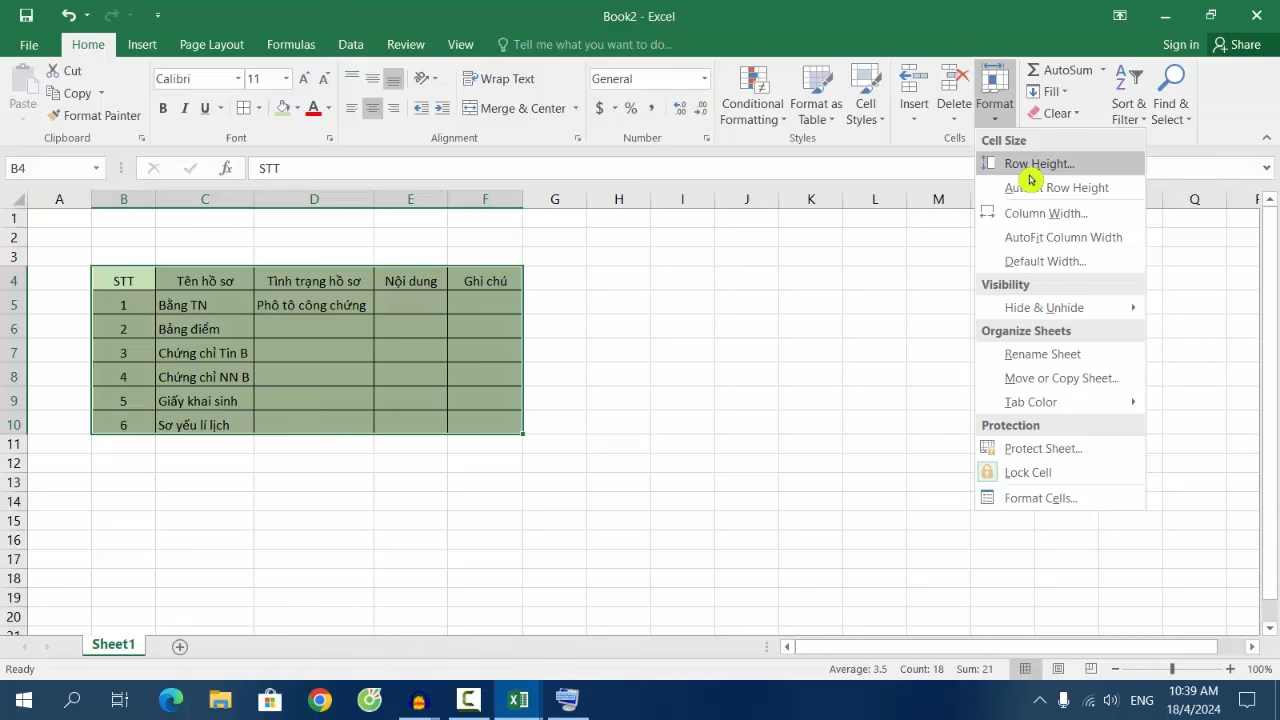 Book2 - Excel
File Home Insert Page Layout Formulas Data Review View Tell me what you want to do... Sign in Share
Paste Cut Copy Format Painter Clipboard
Calibri 11 B I U A A A Font
Wrap Text Merge & Center Alignment
General $ % , Number
Conditional Formatting Format as Table Cell Styles Styles
Insert Delete Format Cells
AutoSum Fill Clear Sort & Filter Find & Select
B4 fx STT
A B C D E F G H I J K L M Q
1
2
3
4 STT Tên hồ sơ Tình trạng hồ sơ Nội dung Ghi chú
5 1 Bằng TN Phô tô công chứng
6 2 Bảng điểm
7 3 Chứng chỉ Tin B
8 4 Chứng chỉ NN B
9 5 Giấy khai sinh
10 6 Sơ yếu lí lịch
11
12
13
14
15
16
17
18
19
20
21
Cell Size
Row Height...
Row Height
Column Width...
AutoFit Column Width
Default Width...
Visibility
Hide & Unhide
Organize Sheets
Rename Sheet
Move or Copy Sheet...
Tab Color
Protection
Protect Sheet...
Lock Cell
Format Cells...
Sheet1
Ready Average: 3.5 Count: 18 Sum: 21 100%
ENG 10:39 AM
18/4/2024